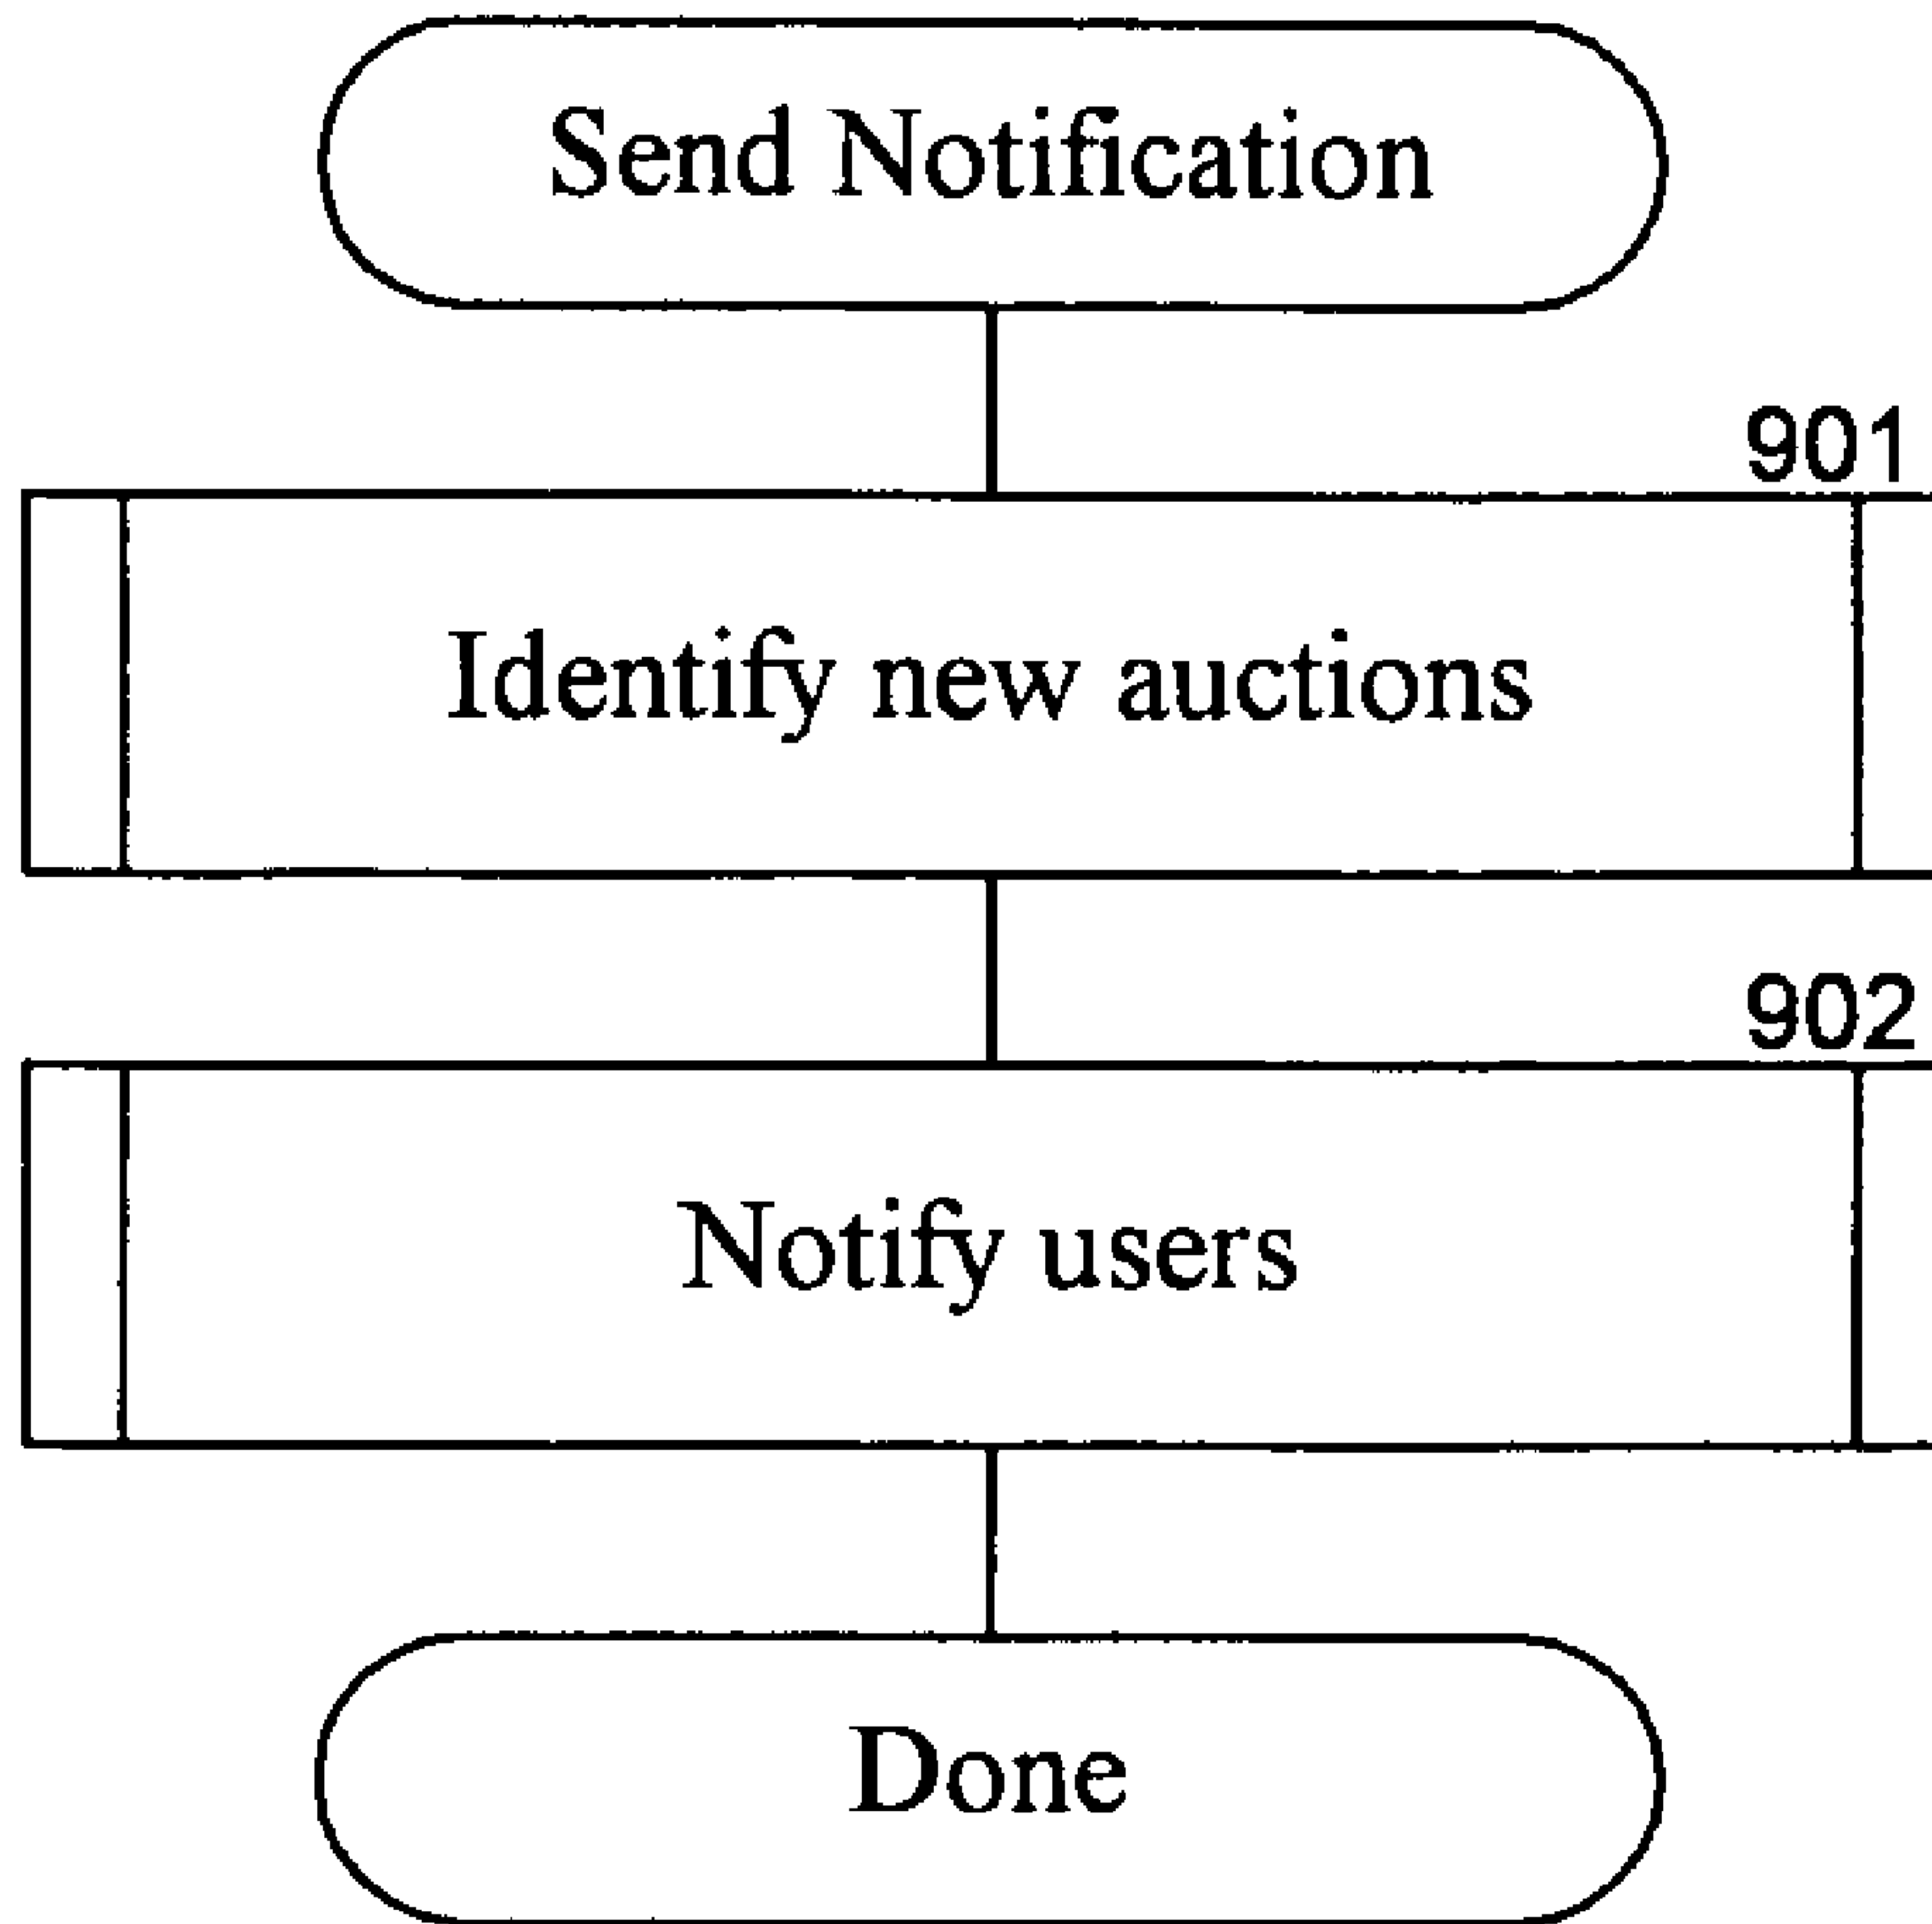 Send Notification
901
Identify new auctions
902
Notify users
Done